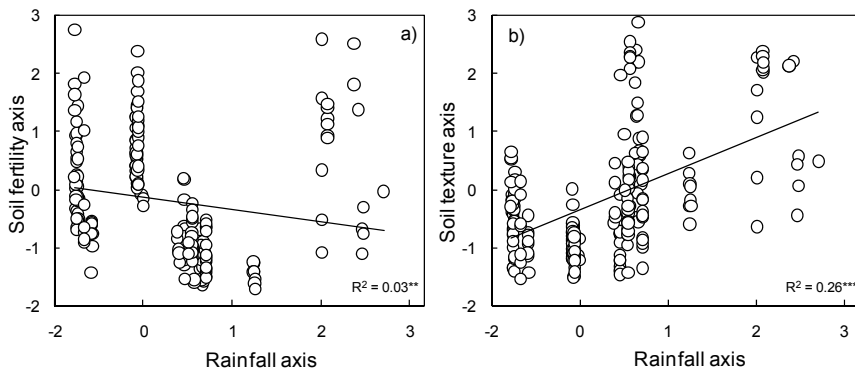 3
2
1
0
-1
-2
Soil fertility axis
a)
R² = 0.03**
-2 0 1 2 3
Rainfall axis
3
2
1
0
-1
-2
Soil texture axis
b)
R² = 0.26***
-2 0 1 2 3
Rainfall axis